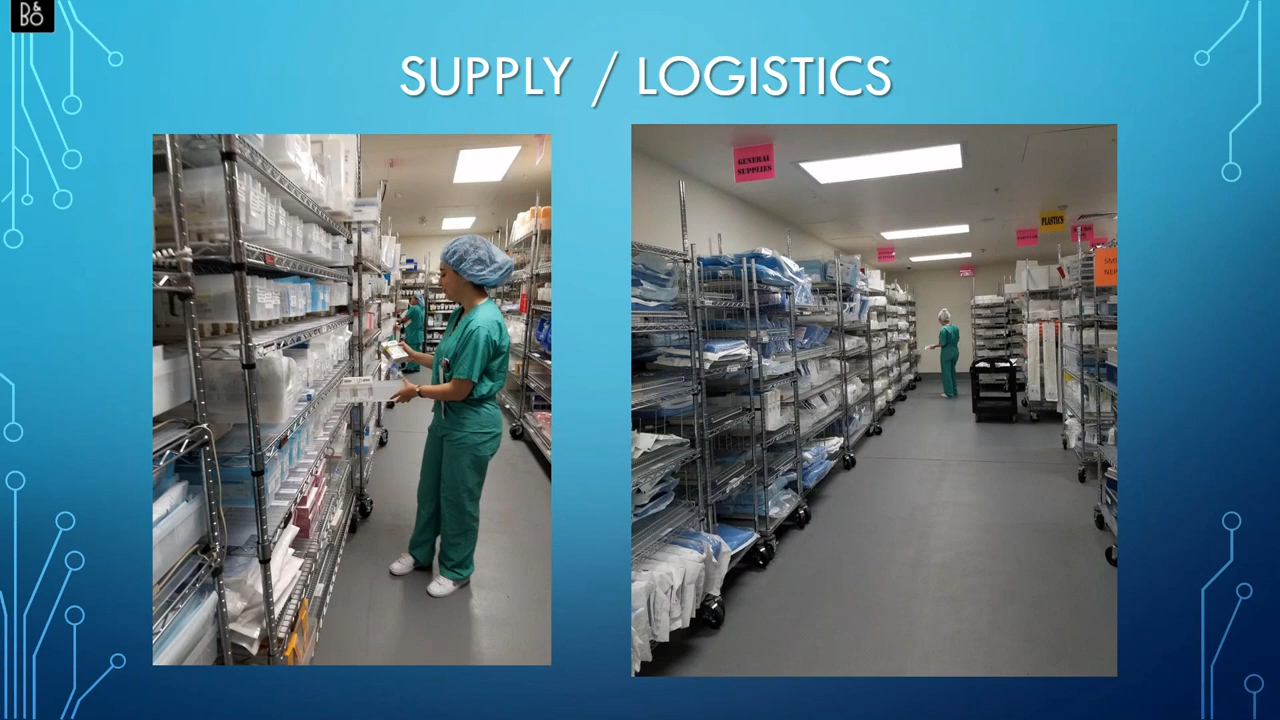 B&O
SUPPLY / LOGISTICS
GENERAL
SUPPLIES
PLASTICS